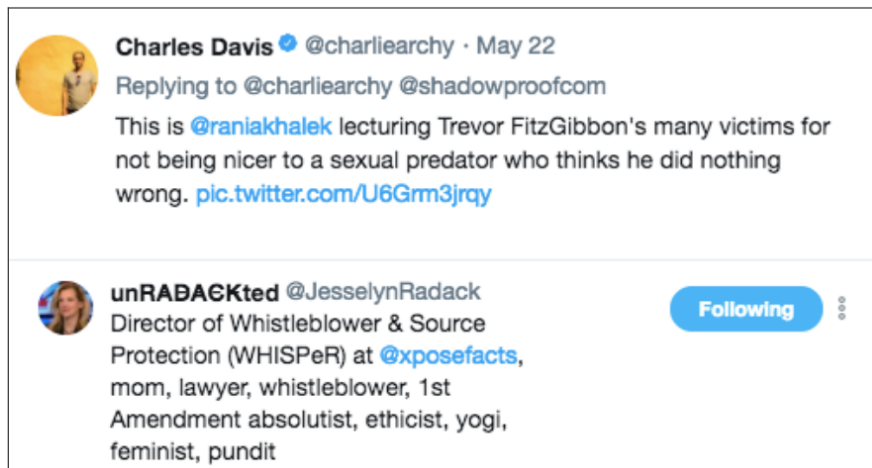 Charles Davis @charliearchy · May 22
Replying to @charliearchy @shadowproofcom
This is @raniakhalek lecturing Trevor FitzGibbon's many victims for
not being nicer to a sexual predator who thinks he did nothing
wrong. pic.twitter.com/U6Grm3jrqy
unRAĐAЄKted @JesselynRadack
Following
Director of Whistleblower & Source
Protection (WHISPeR) at @xposefacts,
mom, lawyer, whistleblower, 1st
Amendment absolutist, ethicist, yogi,
feminist, pundit